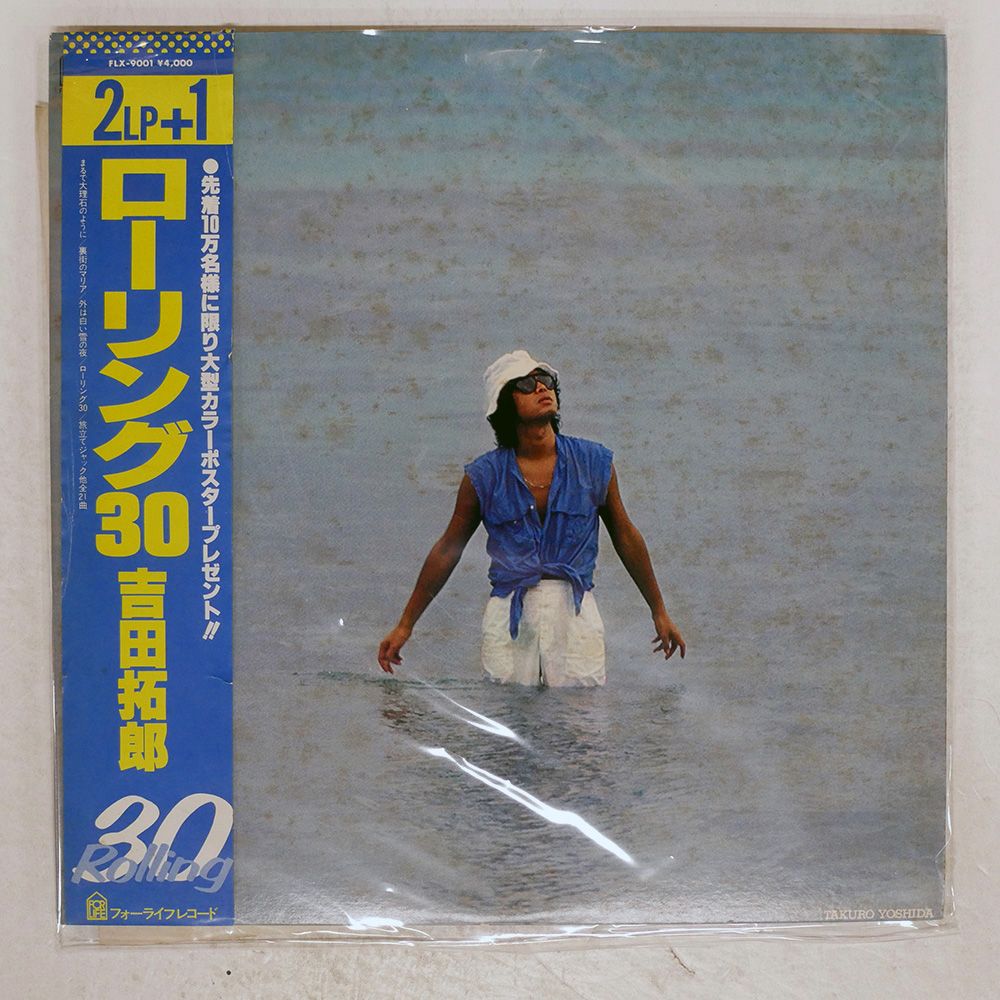 FLX-9001 ¥4,000
2LP+1
●先着10万名様に限り大型カラーポスタープレゼント!!
ローリング30
まるで大理石のように/裏街のマリア/外は白い雪の夜/ローリング30/旅立てジャック他全21曲
吉田拓郎
30
Rolling
FOR LIFE
フォーライフレコード
TAKURO YOSHIDA